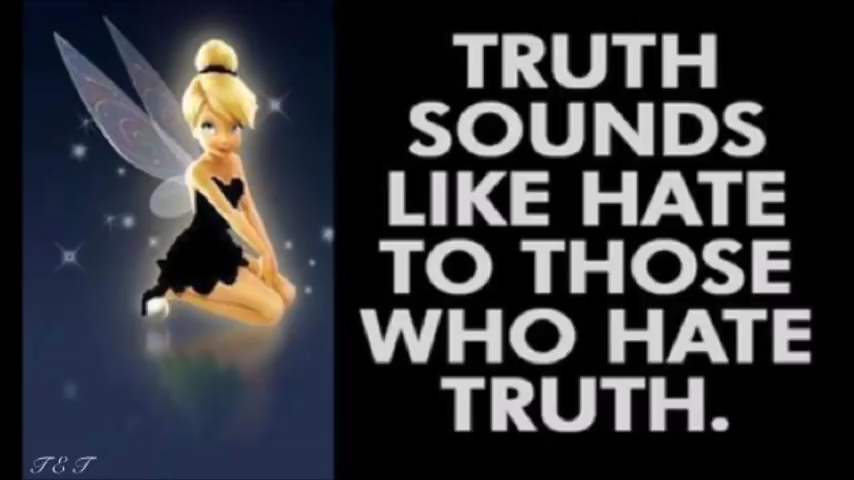 TRUTH
SOUNDS
LIKE HATE
TO THOSE
WHO HATE
TRUTH.
T&T